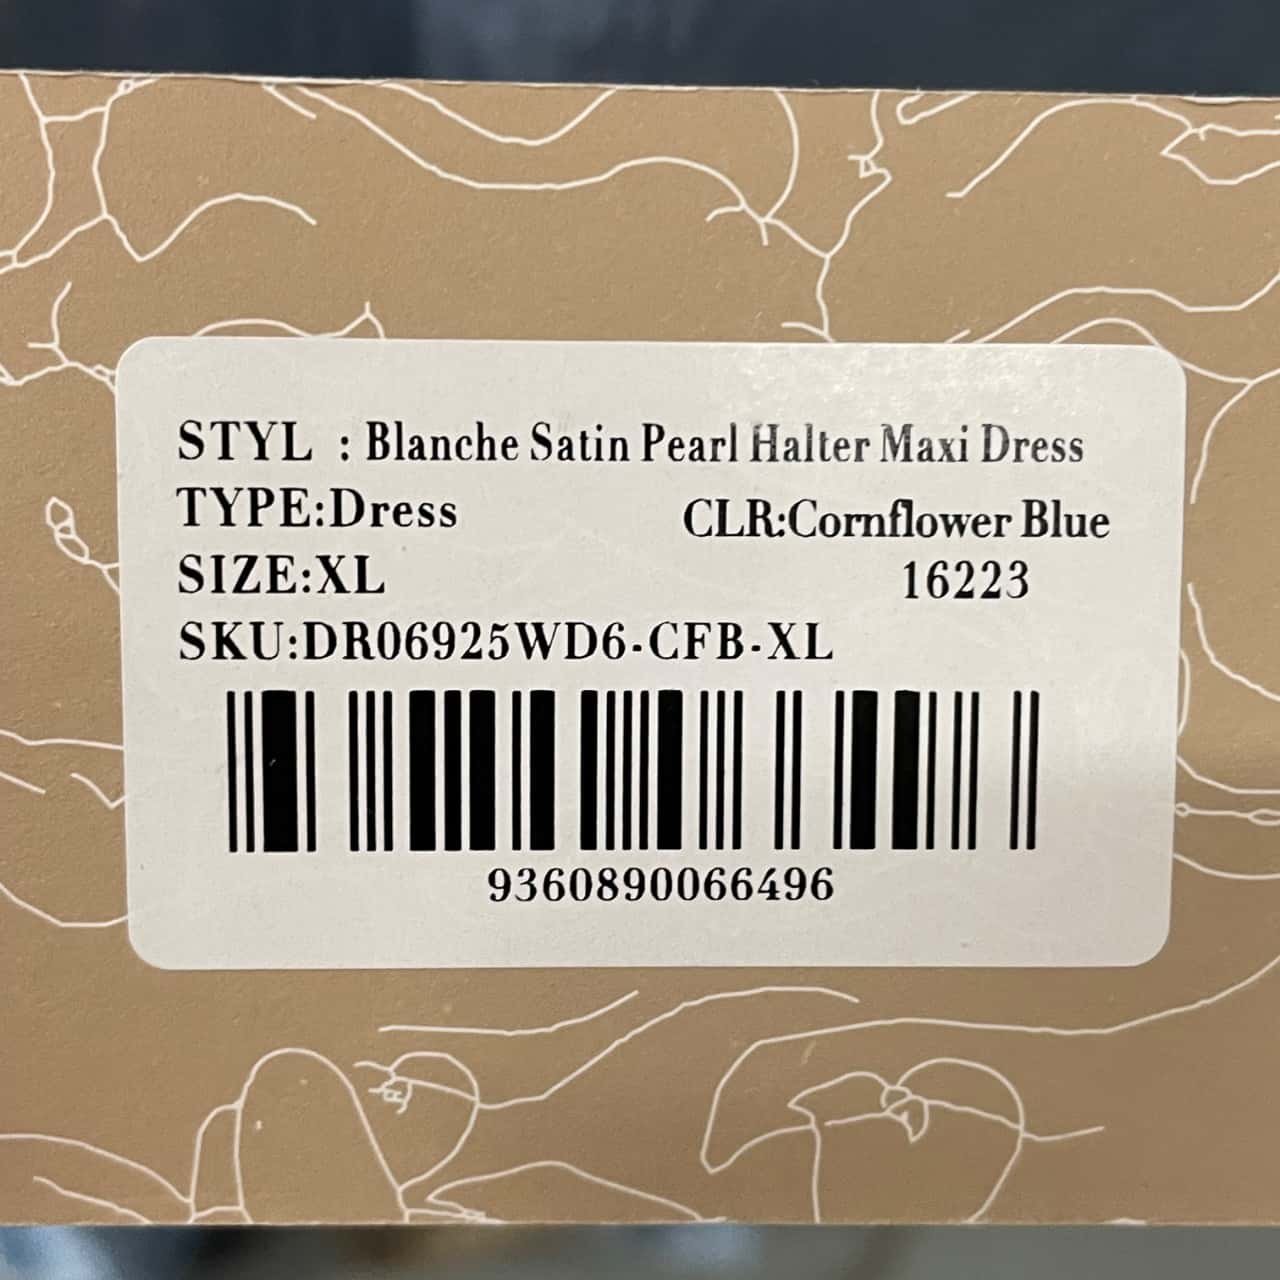 STYL : Blanche Satin Pearl Halter Maxi Dress
TYPE:Dress CLR:Cornflower Blue
SIZE:XL 16223
SKU:DR06925WD6-CFB-XL
9360890066496